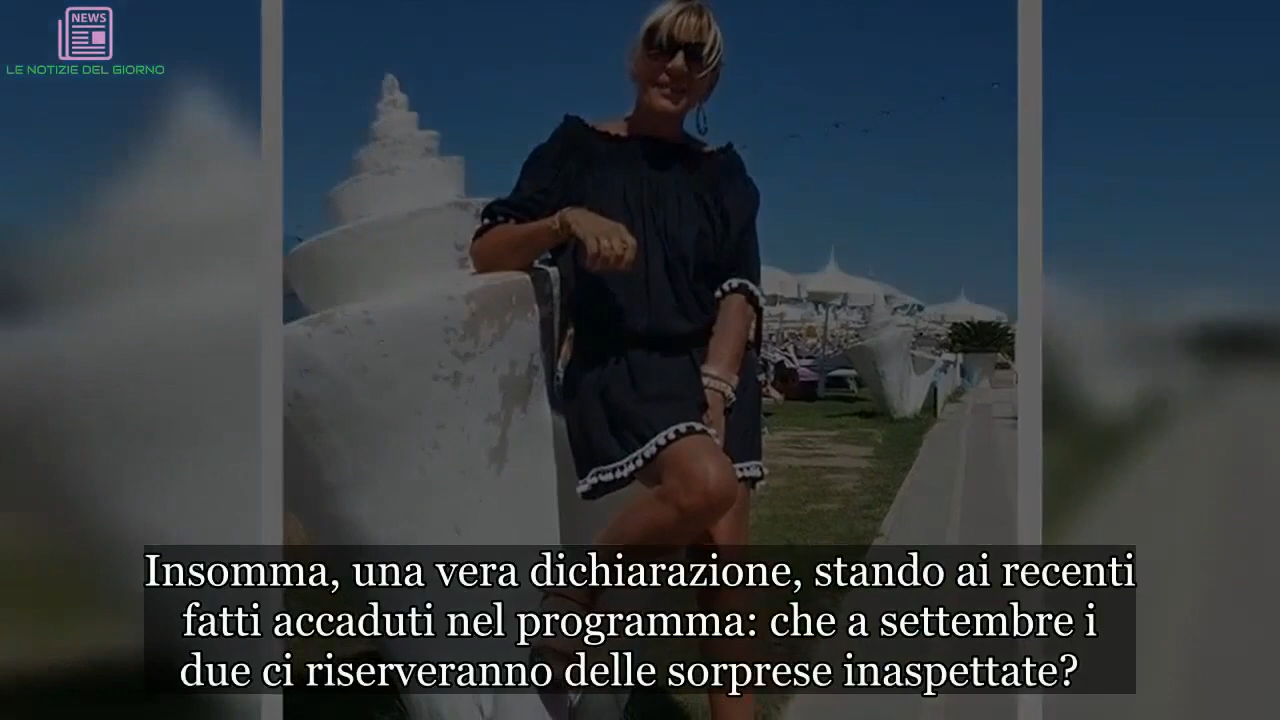 NEWS
LE NOTIZIE DEL GIORNO
Insomma, una vera dichiarazione, stando ai recenti
fatti accaduti nel programma: che a settembre i
due ci riserveranno delle sorprese inaspettate?